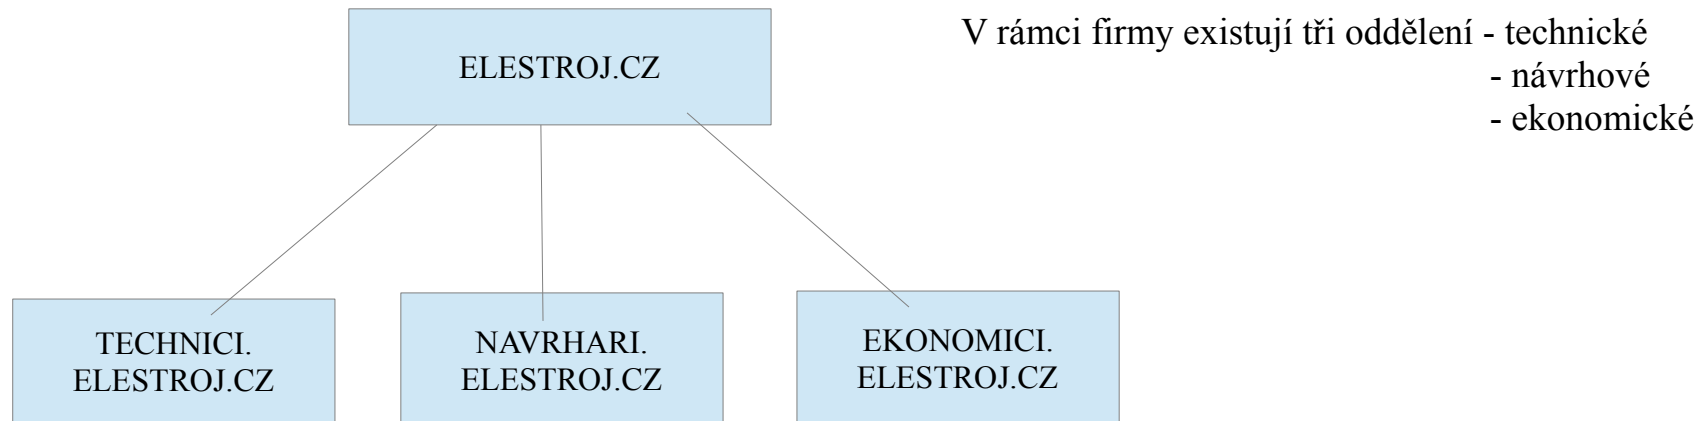 V rámci firmy existují tři oddělení - technické
- návrhové
- ekonomické
ELESTROJ.CZ
TECHNICI.
ELESTROJ.CZ
NAVRHARI.
ELESTROJ.CZ
EKONOMICI.
ELESTROJ.CZ